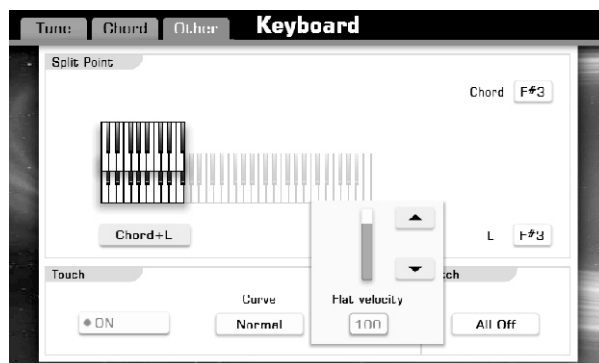 Tune Chord Other Keyboard
Split Point
Chord F#3
Chord+L
L F#3
Touch
Curve Flat velocity
ON Normal 100 All Off